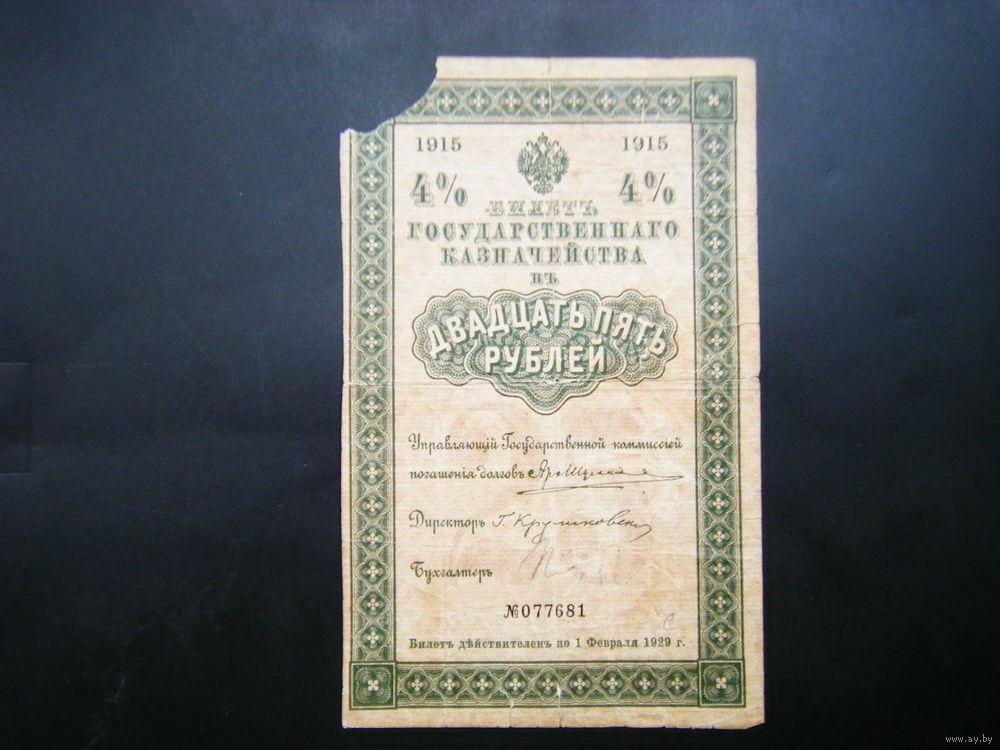 1915 1915
4% 4%
БИЛЕТЪ
ГОСУДАРСТВЕННАГО
КАЗНАЧЕЙСТВА
ВЪ
ДВАДЦАТЬ ПЯТЬ
РУБЛЕЙ
Управляющій Государственной коммиссіей
погашенія долговъ
Директоръ
Бухгалтеръ
№077681
Билетъ дѣйствителенъ по 1 Февраля 1929 г.
www.ay.by